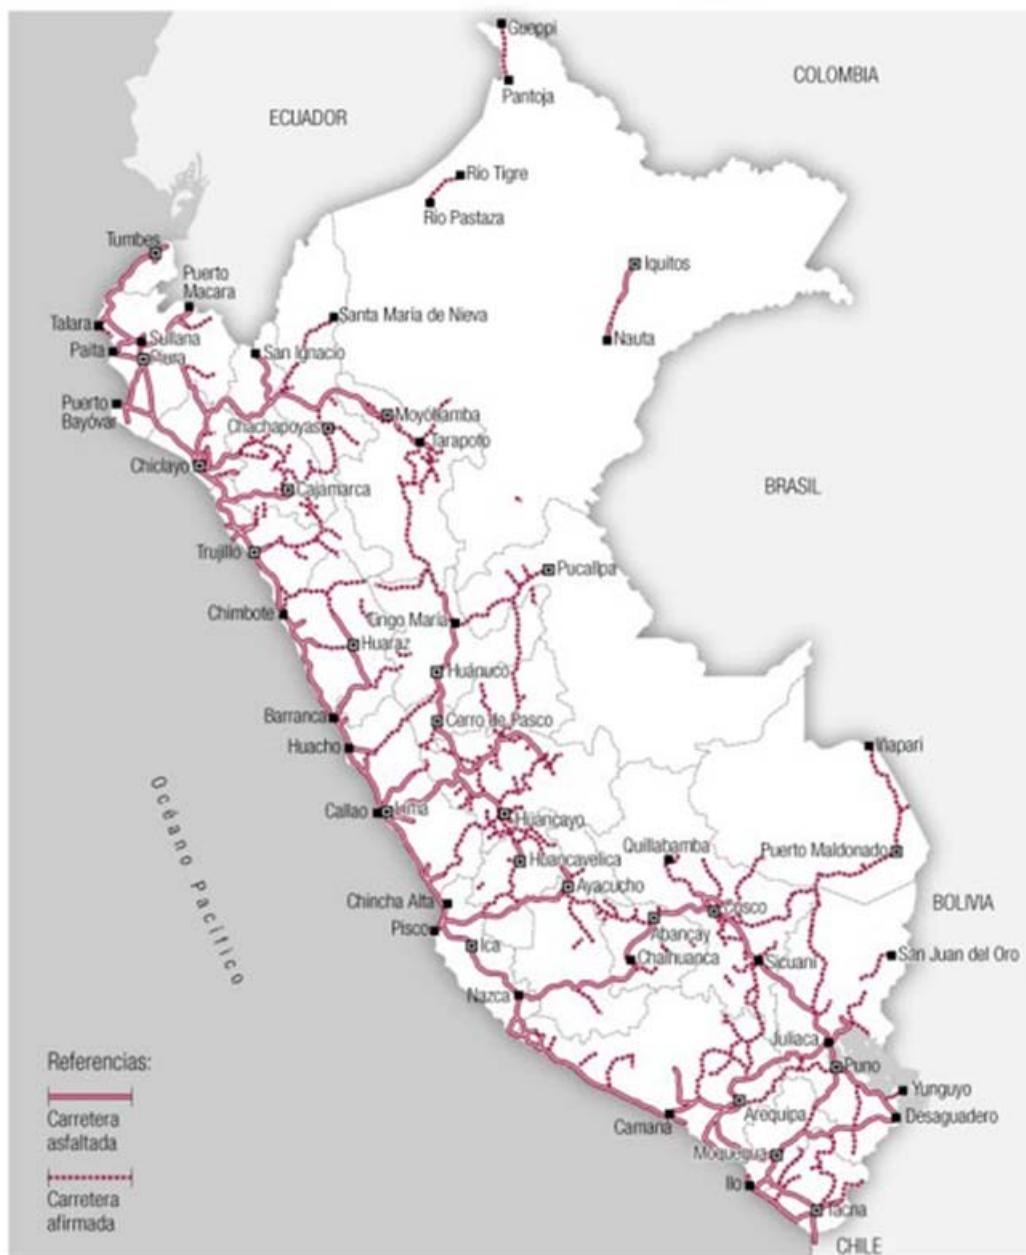 Gueppi
COLOMBIA
Pantoja
ECUADOR
Río Tigre
Río Pastaza
Tumbes
Iquitos
Puerto
Macara
Santa María de Nieva
Talara
Sullana
Nauta
Paita
Piura
San Ignacio
Puerto
Bayóvar
Moyobamba
Chachapoyas
Tarapoto
Chiclayo
Cajamarca
BRASIL
Trujillo
Pucallpa
Chimbote
Tingo María
Huaraz
Huánuco
Barranca
Cerro de Pasco
Huacho
Iñapari
Océano Pacífico
Callao
Lima
Huancayo
Quillabamba
Puerto Maldonado
Huancavelica
Ayacucho
Chincha Alta
Cusco
BOLIVIA
Pisco
Abancay
Ica
Chalhuanca
Sicuani
San Juan del Oro
Nazca
Juliaca
Puno
Yunguyo
Arequipa
Desaguadero
Camaná
Moquegua
Ilo
Tacna
CHILE
Referencias:
Carretera
asfaltada
Carretera
afirmada